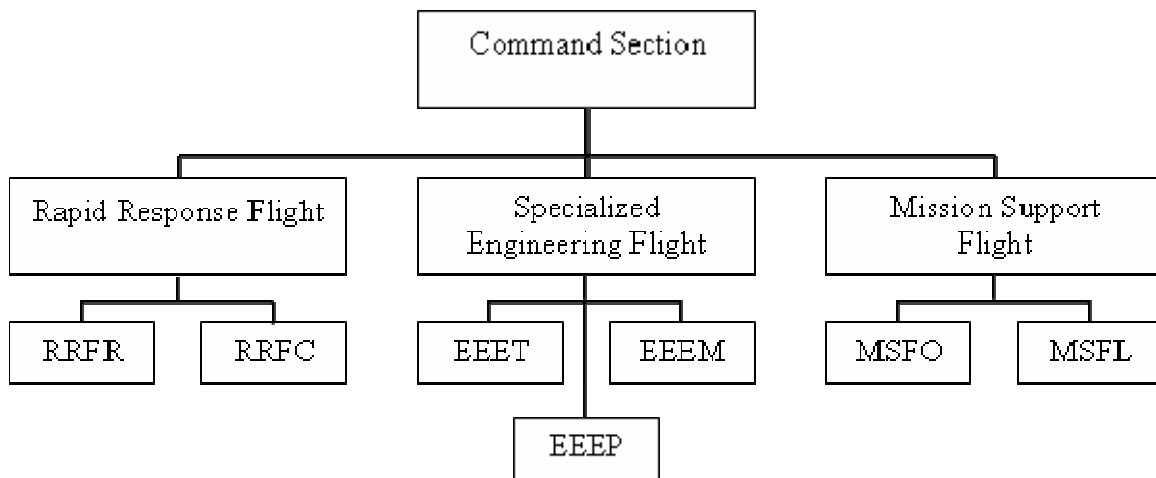 Command Section
Rapid Response Flight
Specialized
Engineering Flight
Mission Support
Flight
RRFR
RRFC
EEET
EEEM
MSFO
MSFL
EEEP